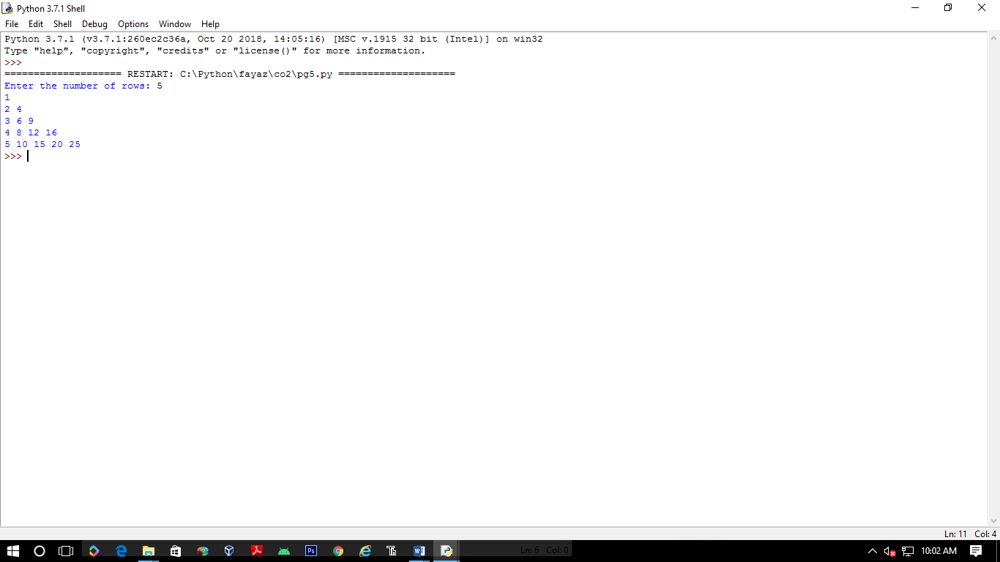 Python 3.7.1 Shell
File Edit Shell Debug Options Window Help
Python 3.7.1 (v3.7.1:260ec2c36a, Oct 20 2018, 14:05:16) [MSC v.1915 32 bit (Intel)] on win32
Type "help", "copyright", "credits" or "license()" for more information.
>>>
==================== RESTART: C:\Python\fayaz\co2\pg5.py ====================
Enter the number of rows: 5
1
2 4
3 6 9
4 8 12 16
5 10 15 20 25
>>>
Ln: 11 Col: 4
Ps Ln: 6 Col: 0 10:02 AM